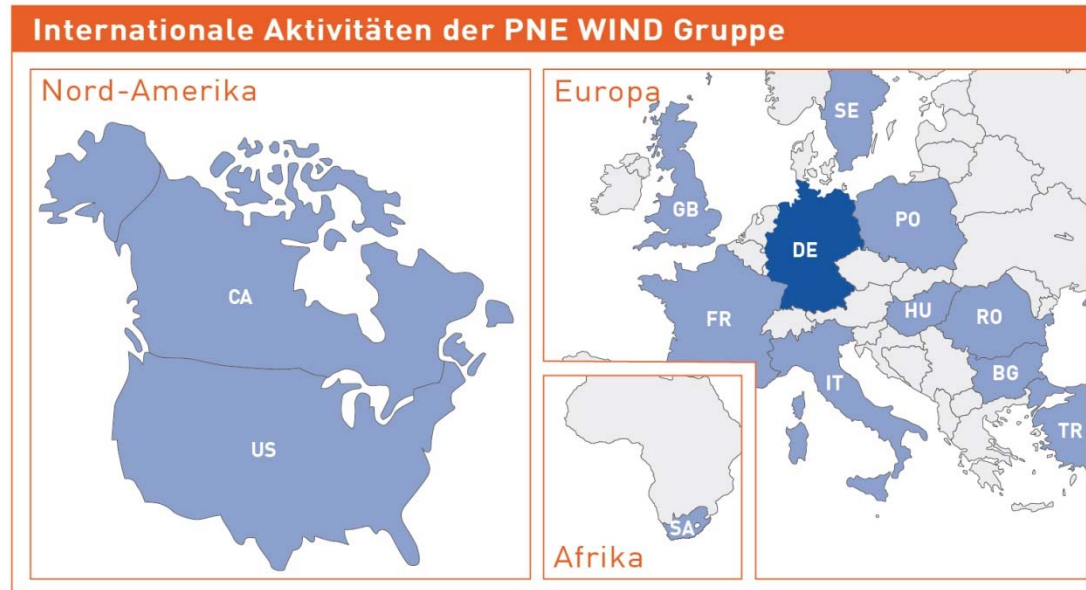 Internationale Aktivitäten der PNE WIND Gruppe
Nord-Amerika
CA
US
Europa
SE
GB
PO
DE
FR
HU
RO
IT
BG
TR
SA
Afrika